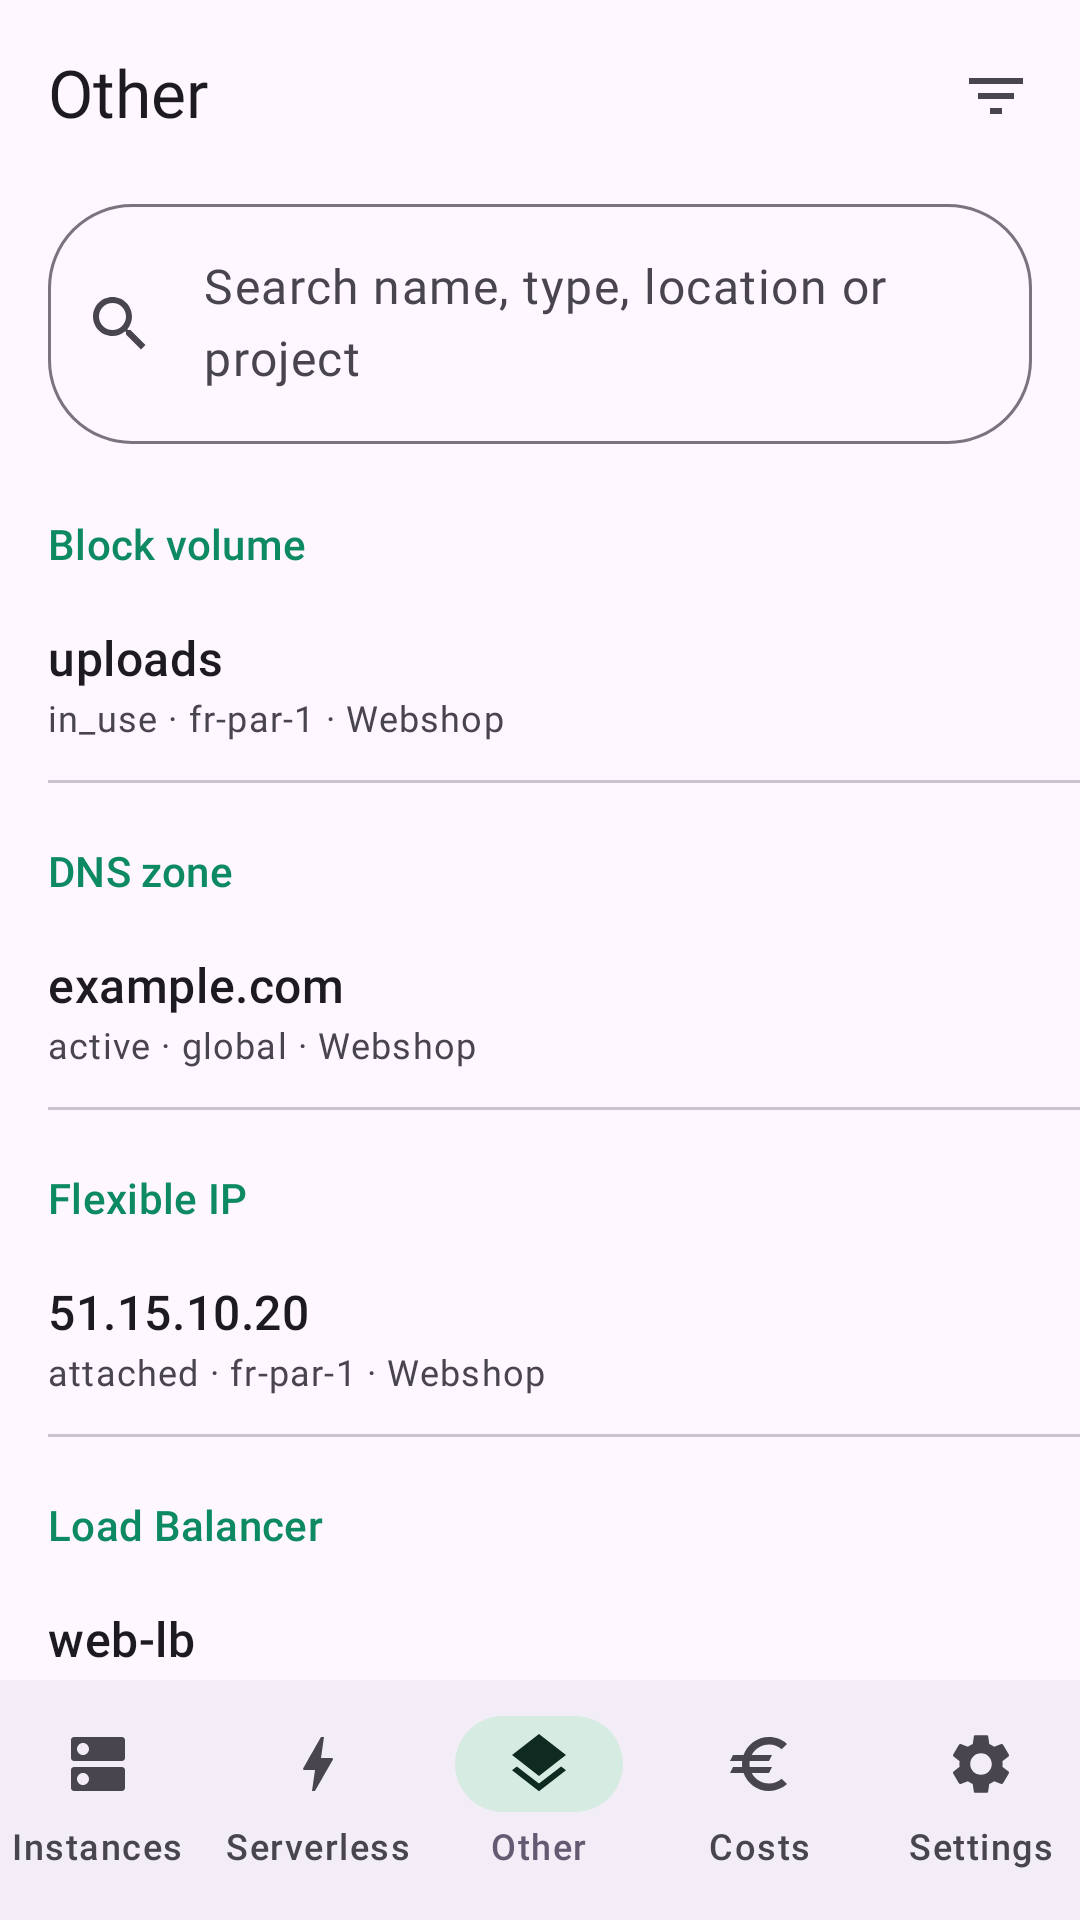 Other
Search name, type, location or
project
Block volume
uploads
in_use · fr-par-1 · Webshop
DNS zone
example.com
active · global · Webshop
Flexible IP
51.15.10.20
attached · fr-par-1 · Webshop
Load Balancer
web-lb
Instances Serverless Other Costs Settings